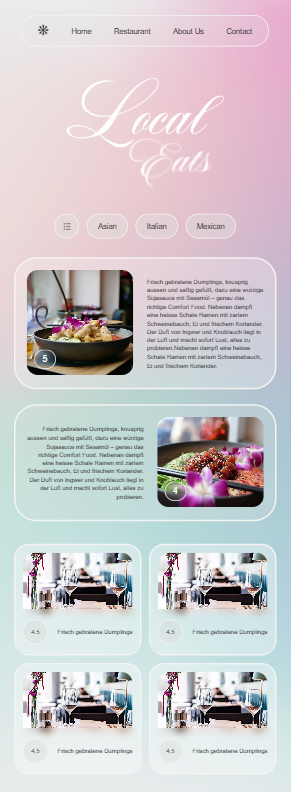 Home Restaurant About Us Contact
Local
Eats
Asian Italian Mexican
Frisch gebratene Dumplings, knusprig
aussen und saftig gefüllt, dazu eine würzige
Sojasauce mit Sesamöl – genau das
richtige Comfort Food. Nebenan dampft
eine heisse Schale Ramen mit zartem
Schweinebauch, Ei und frischem Koriander.
Der Duft von Ingwer und Knoblauch liegt in
der Luft und macht sofort Lust, alles zu
probieren.Nebenan dampft eine heisse
Schale Ramen mit zartem Schweinebauch,
Ei und frischem Koriander.
5
Frisch gebratene Dumplings, knusprig
aussen und saftig gefüllt, dazu eine würzige
Sojasauce mit Sesamöl – genau das
richtige Comfort Food. Nebenan dampft
eine heisse Schale Ramen mit zartem
Schweinebauch, Ei und frischem Koriander.
Der Duft von Ingwer und Knoblauch liegt in
der Luft und macht sofort Lust, alles zu
probieren.
4
4.5 Frisch gebratene Dumplings
4.5 Frisch gebratene Dumplings
4.5 Frisch gebratene Dumplings
4.5 Frisch gebratene Dumplings